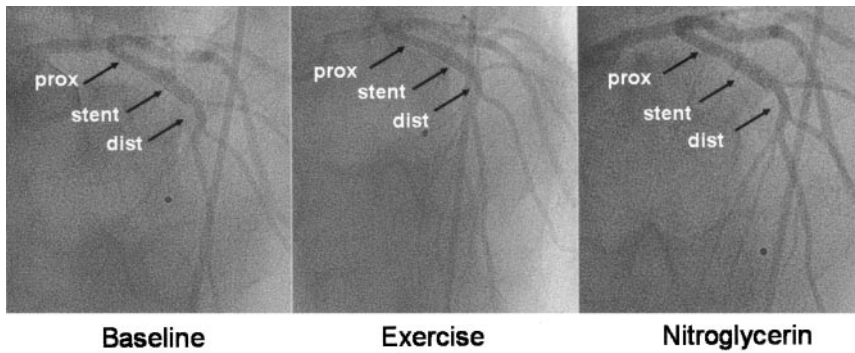 prox
stent
dist
prox
stent
dist
prox
stent
dist
Baseline
Exercise
Nitroglycerin